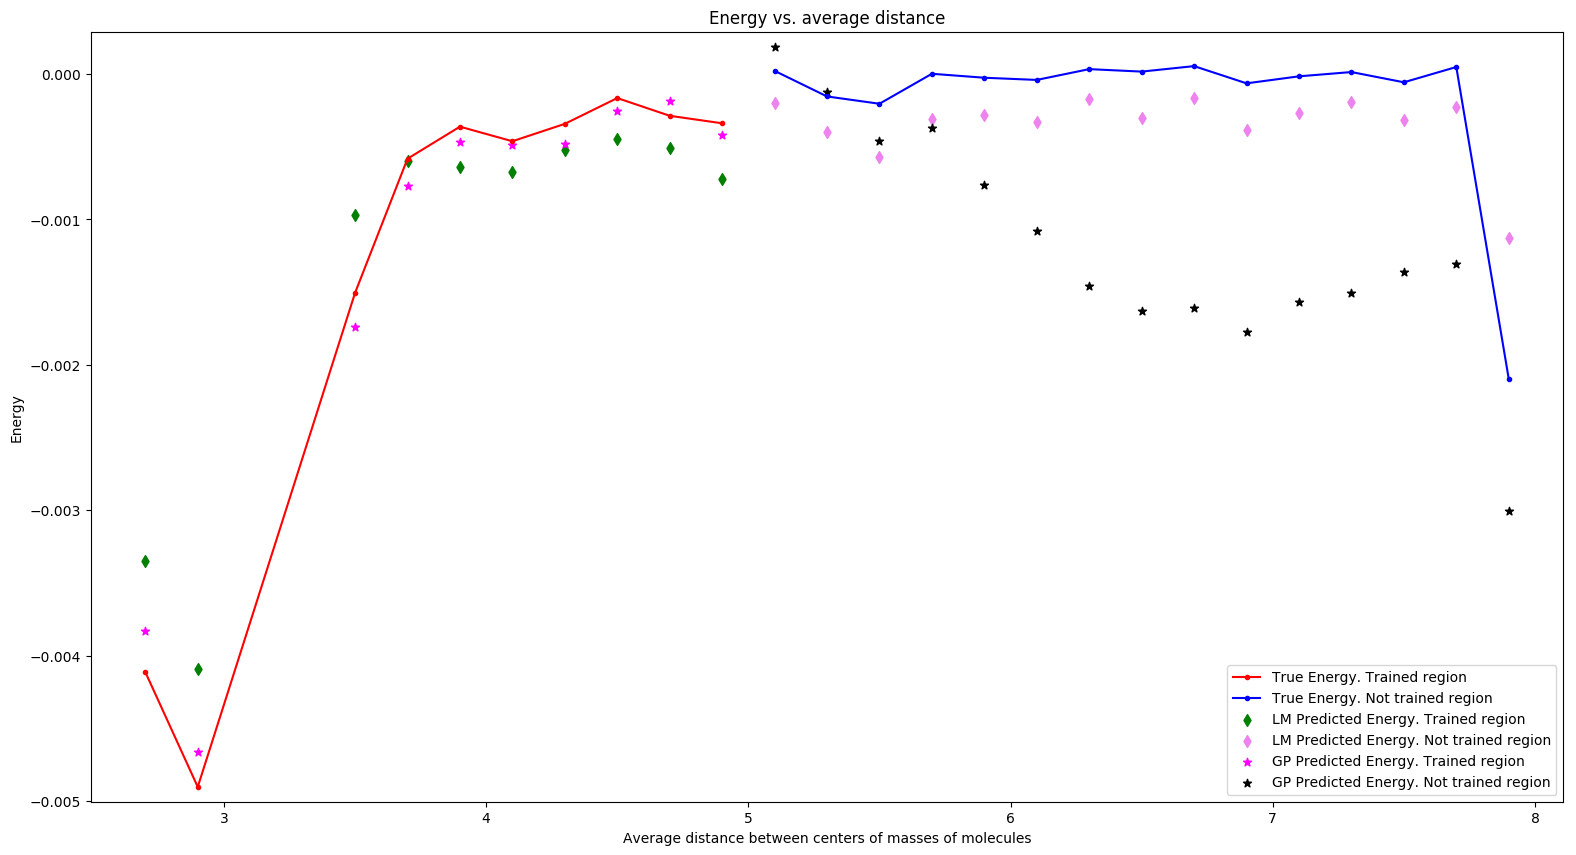 Energy vs. average distance
0.000
−0.001
−0.002
−0.003
−0.004
−0.005
Energy
3
4
5
6
7
8
Average distance between centers of masses of molecules
True Energy. Trained region
True Energy. Not trained region
LM Predicted Energy. Trained region
LM Predicted Energy. Not trained region
GP Predicted Energy. Trained region
GP Predicted Energy. Not trained region